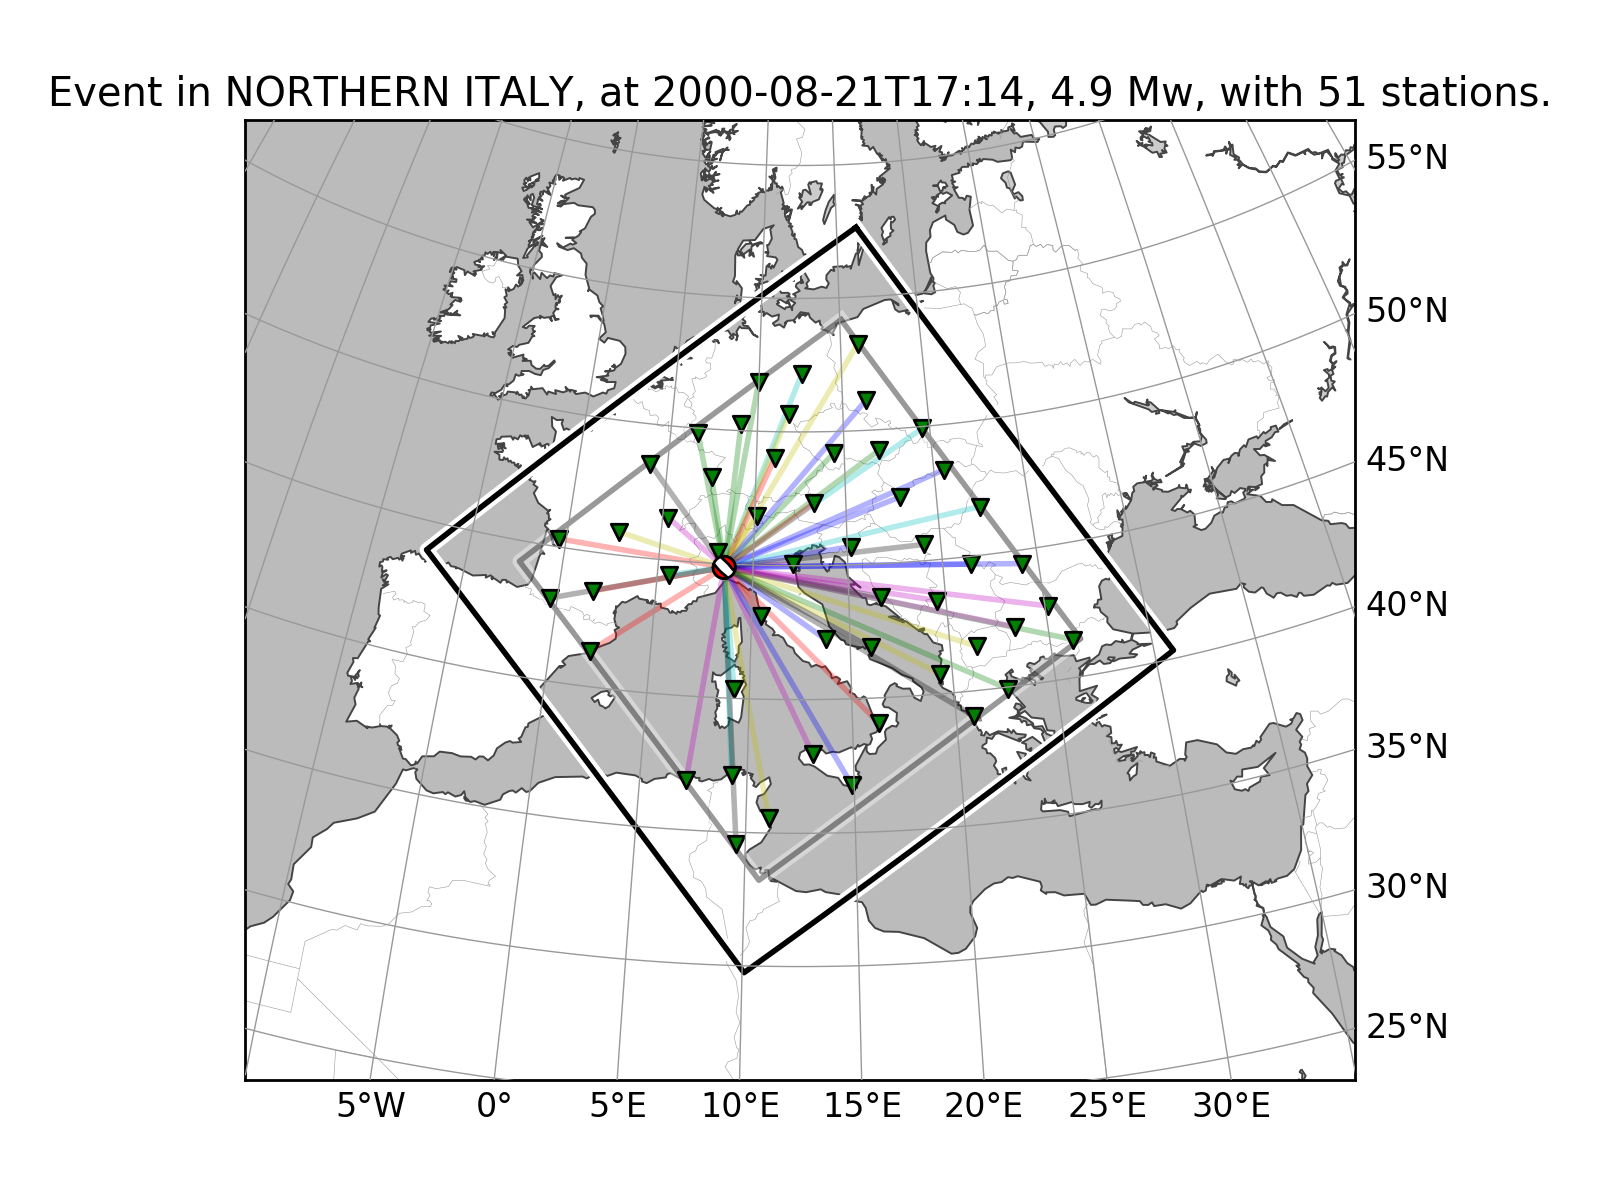 Event in NORTHERN ITALY, at 2000-08-21T17:14, 4.9 Mw, with 51 stations.
55°N
50°N
45°N
40°N
35°N
30°N
25°N
5°W 0° 5°E 10°E 15°E 20°E 25°E 30°E